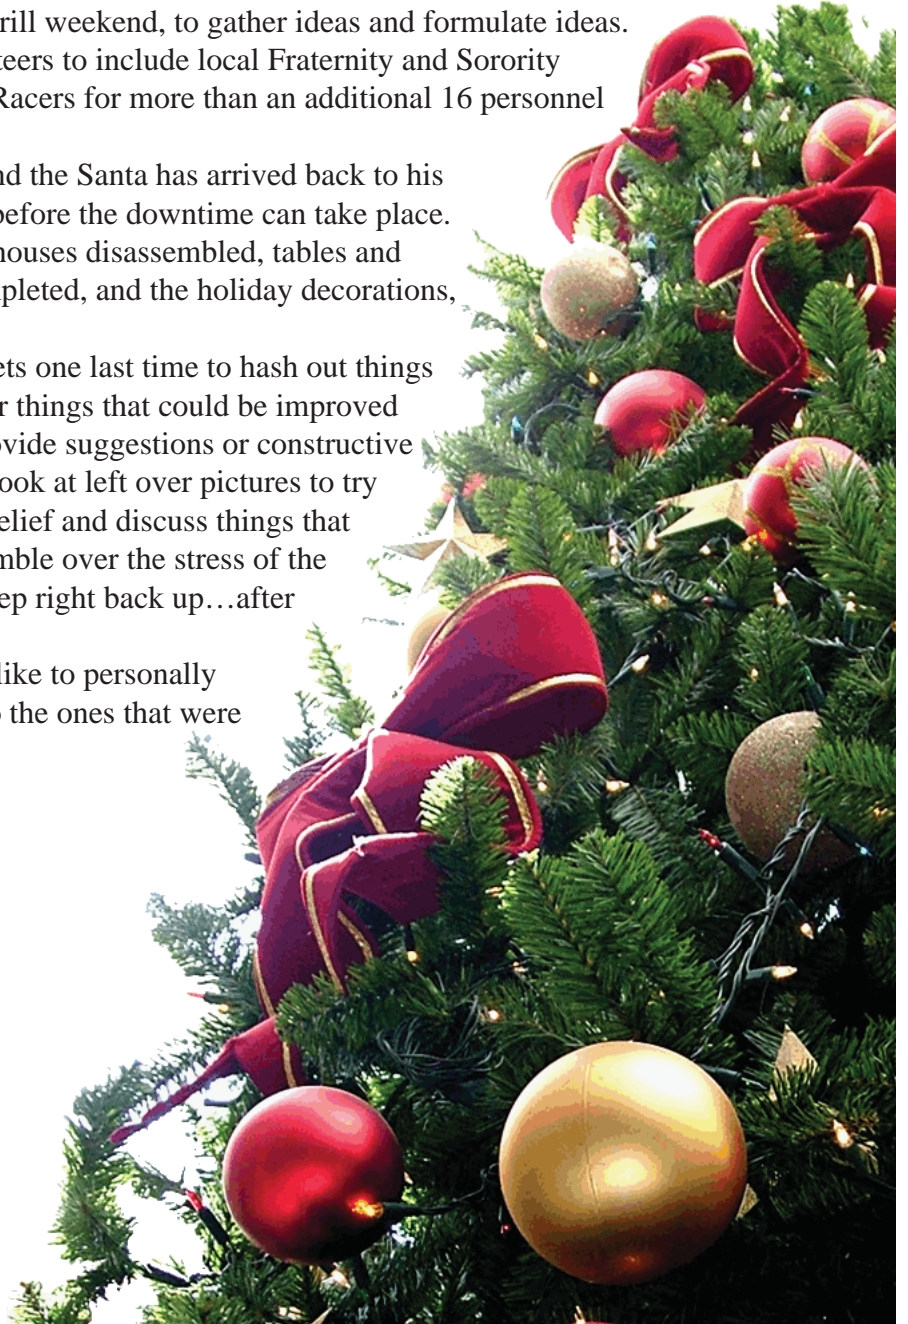 rill weekend, to gather ideas and formulate ideas.
teers to include local Fraternity and Sorority
Racers for more than an additional 16 personnel
nd the Santa has arrived back to his
before the downtime can take place.
houses disassembled, tables and
pleted, and the holiday decorations,
ets one last time to hash out things
r things that could be improved
ovide suggestions or constructive
ook at left over pictures to try
elief and discuss things that
mble over the stress of the
ep right back up…after
like to personally
o the ones that were